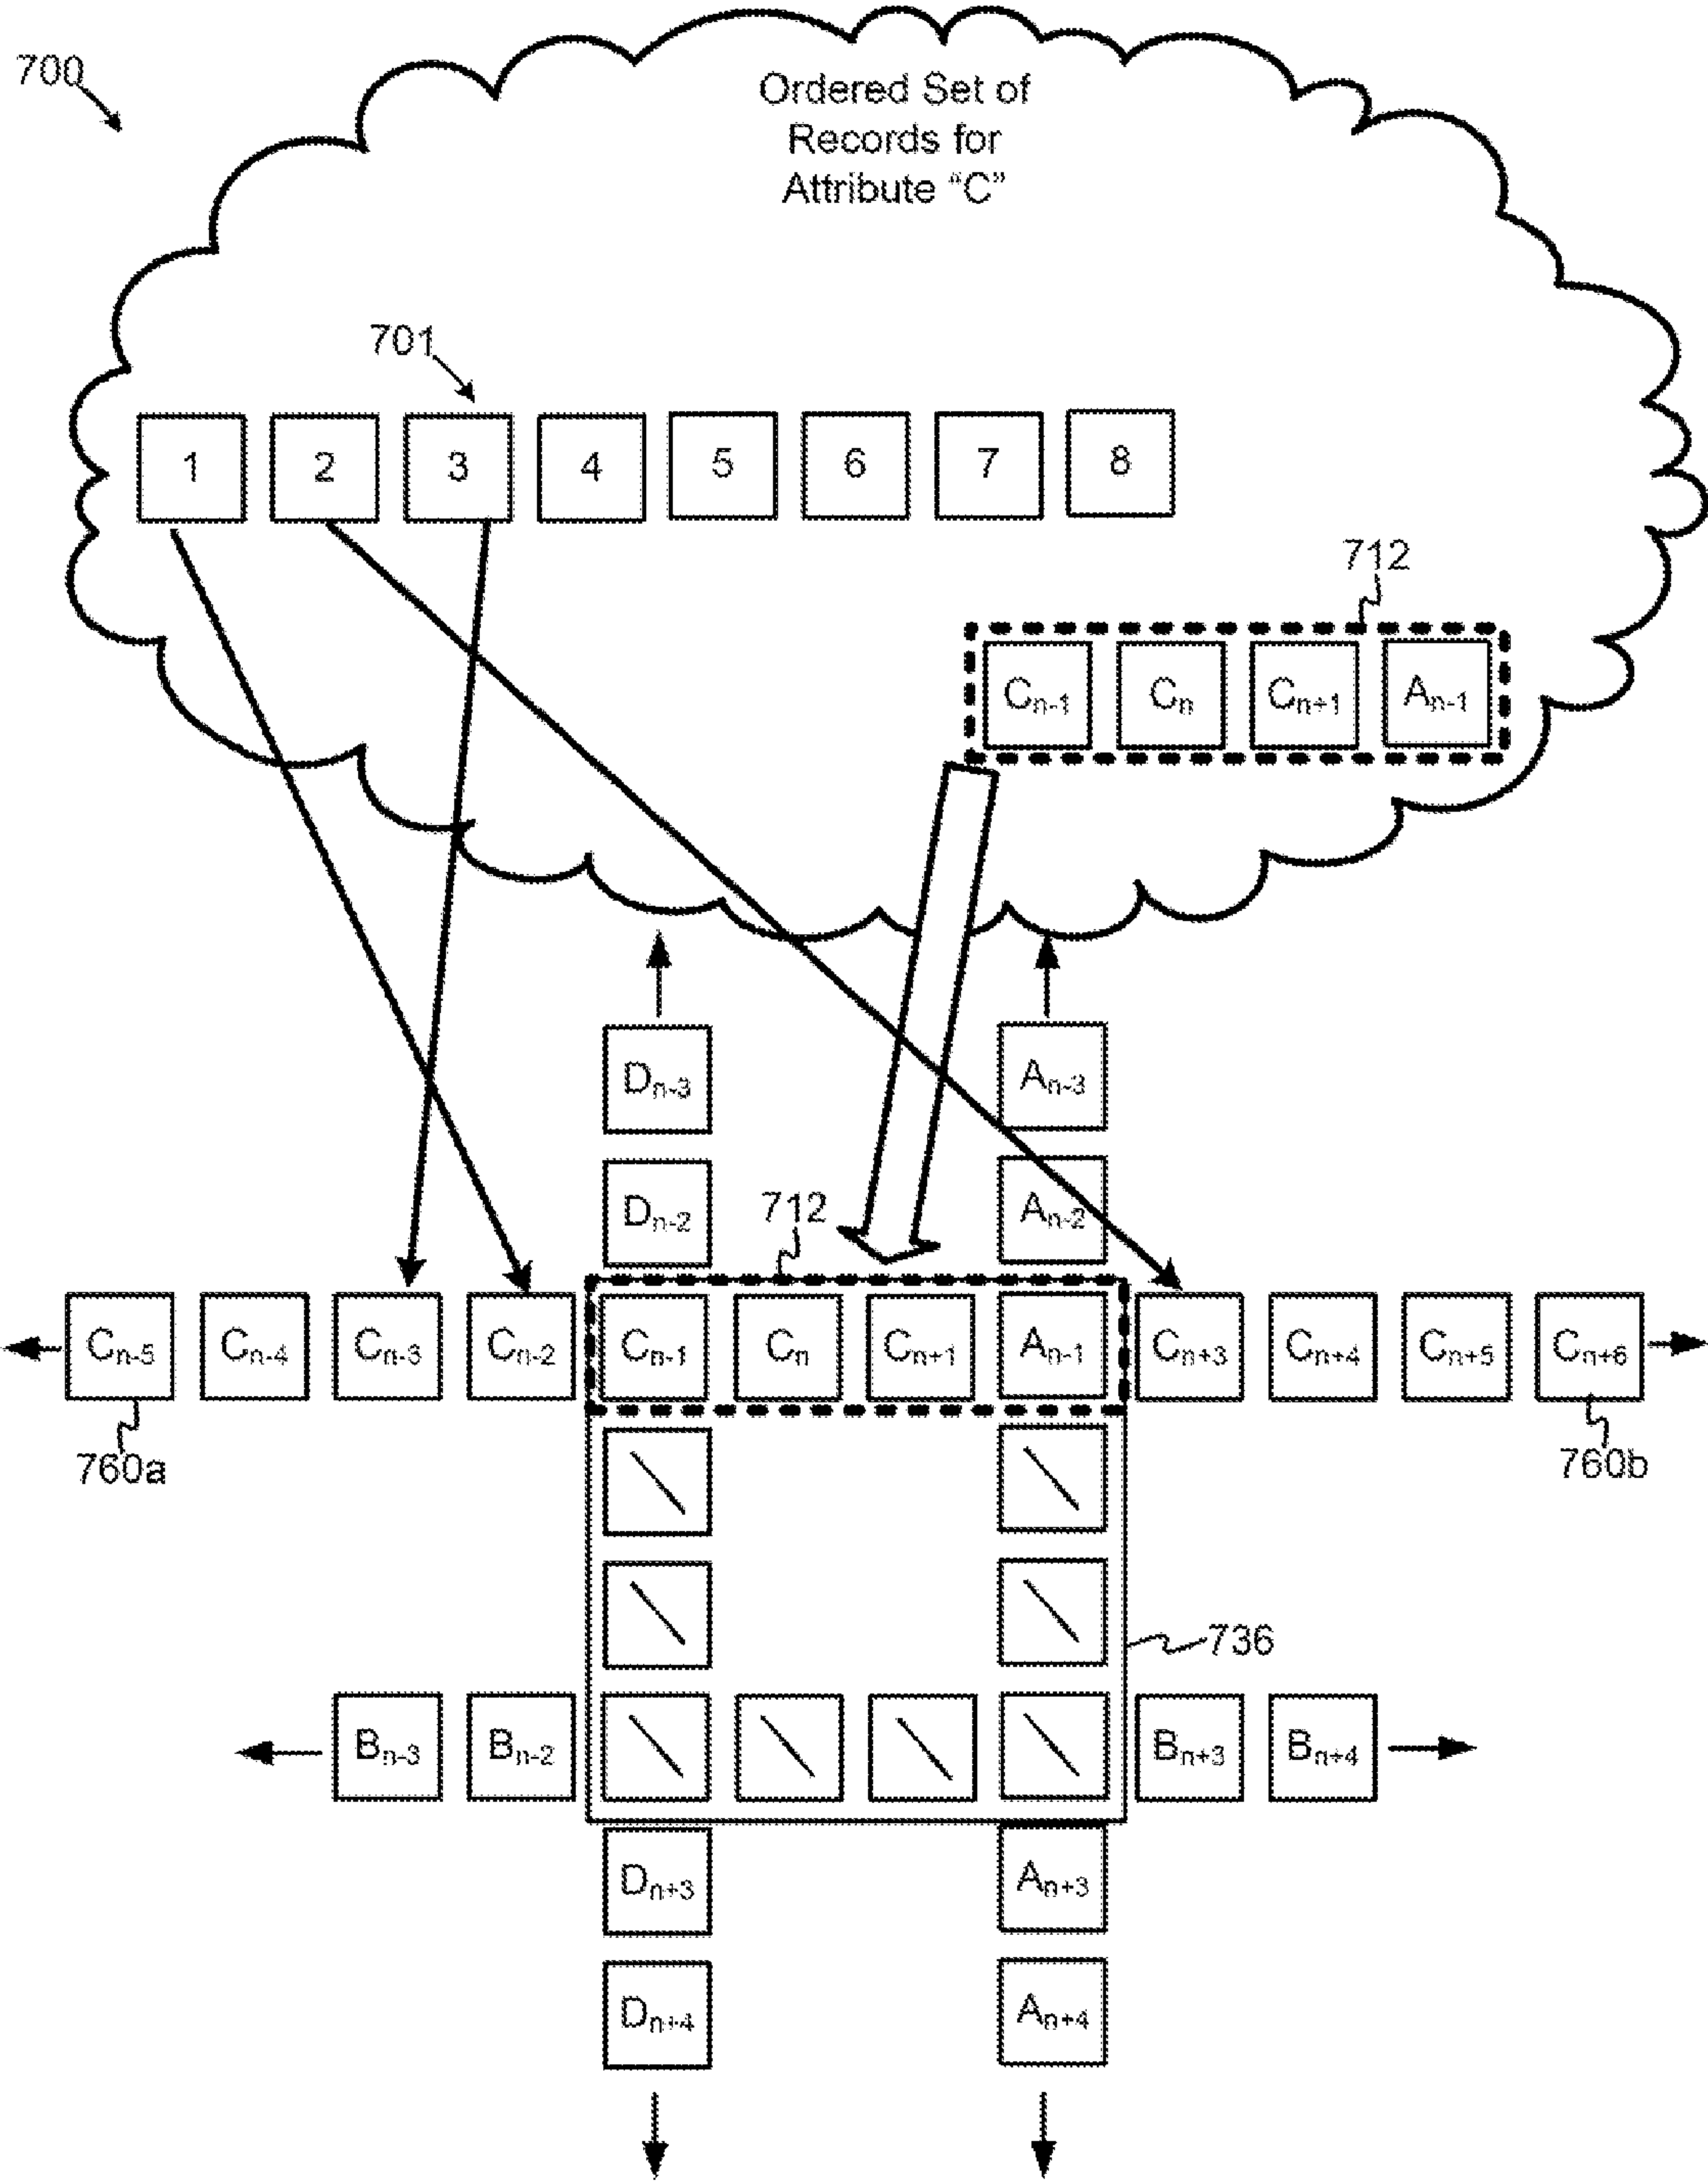 700
Ordered Set of
Records for
Attribute “C”
701
1 2 3 4 5 6 7 8
712
Cn-1 Cn Cn+1 An-1
Dn-3 An-3
Dn-2 An-2
712
Cn-5 Cn-4 Cn-3 Cn-2 Cn-1 Cn Cn+1 An-1 Cn+3 Cn+4 Cn+5 Cn+6
760a 760b
736
Bn-3 Bn-2 Bn+3 Bn+4
Dn+3 An+3
Dn+4 An+4